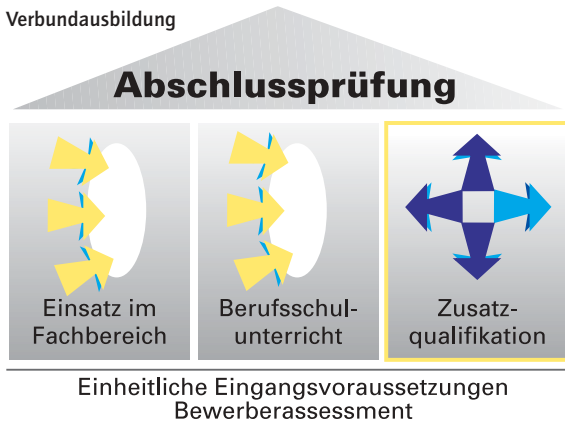 Verbundausbildung
Abschlussprüfung
Einsatz im
Fachbereich
Berufsschul-
unterricht
Zusatz-
qualifikation
Einheitliche Eingangsvoraussetzungen
Bewerberassessment